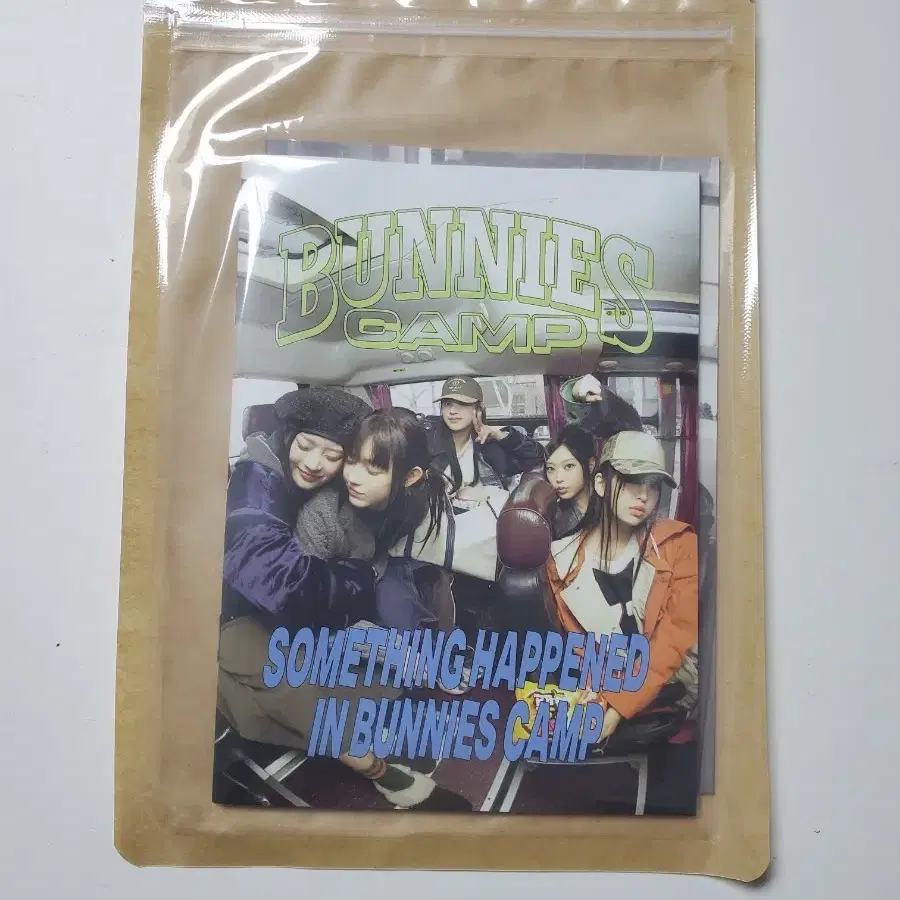 BUNNIES
CAMP
SOMETHING HAPPENED
IN BUNNIES CAMP